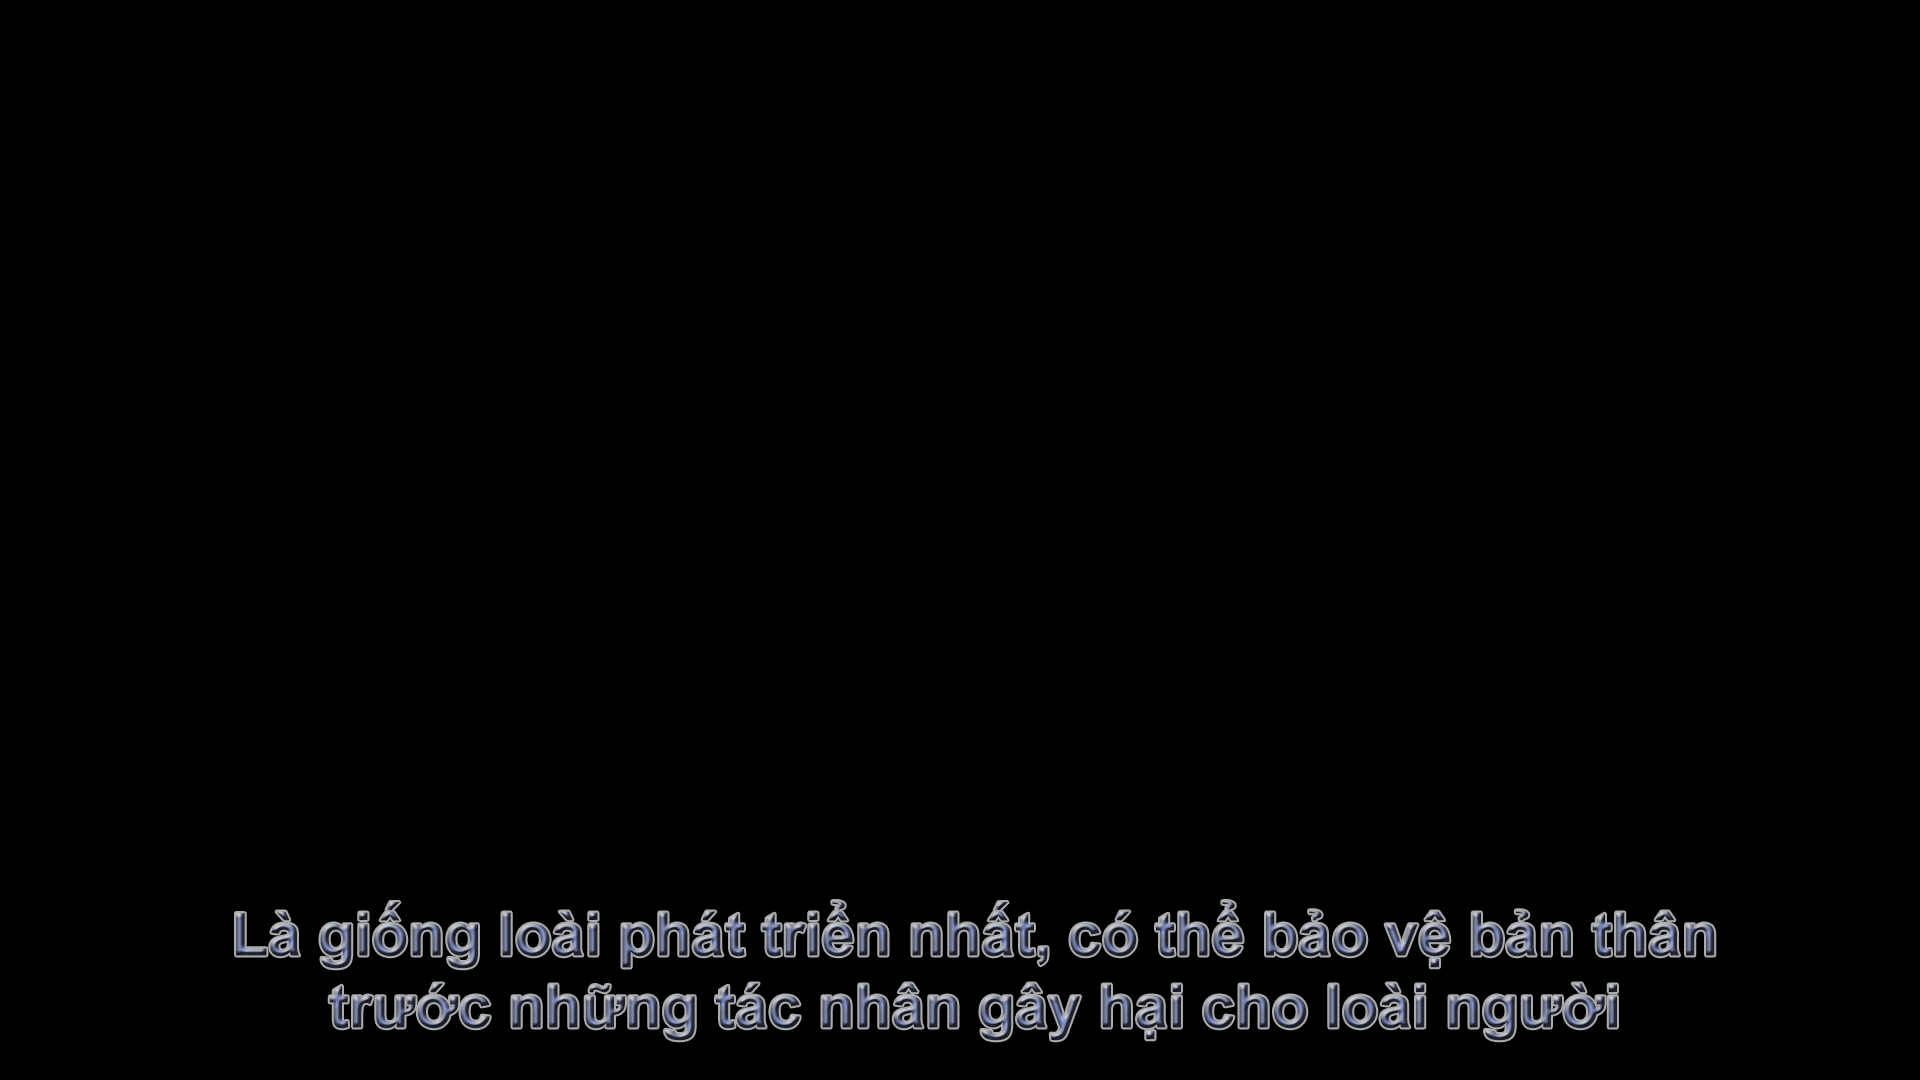 Là giống loài phát triển nhất, có thể bảo vệ bản thân
trước những tác nhân gây hại cho loài người